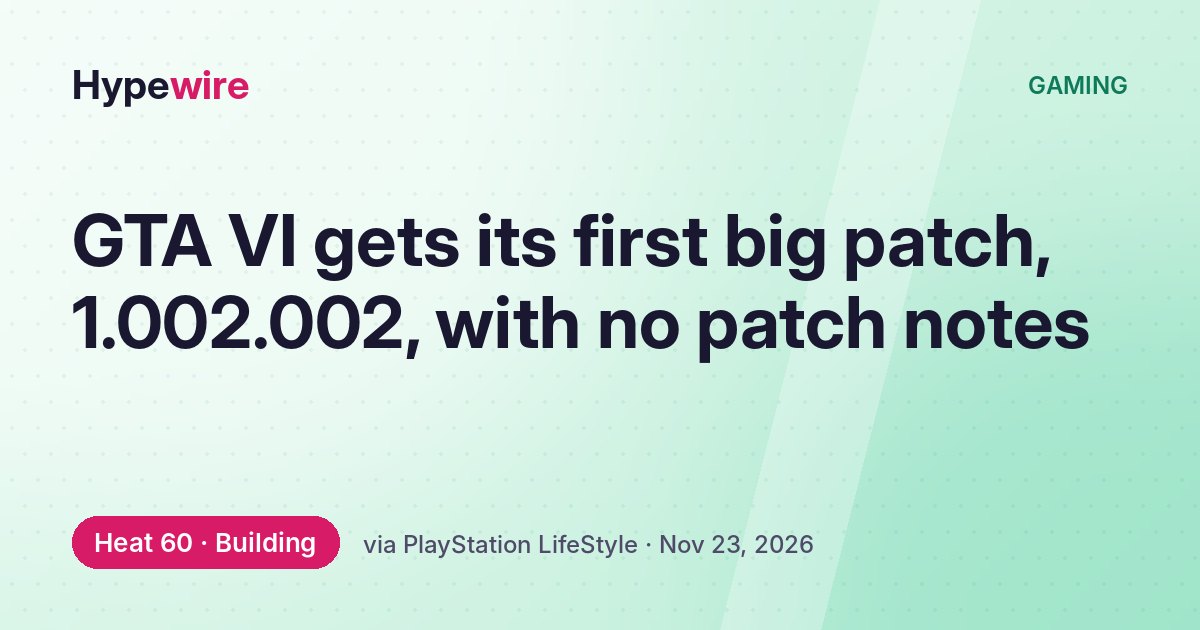 Hypewire
GAMING
GTA VI gets its first big patch,
1.002.002, with no patch notes
Heat 60 · Building
via PlayStation LifeStyle · Nov 23, 2026